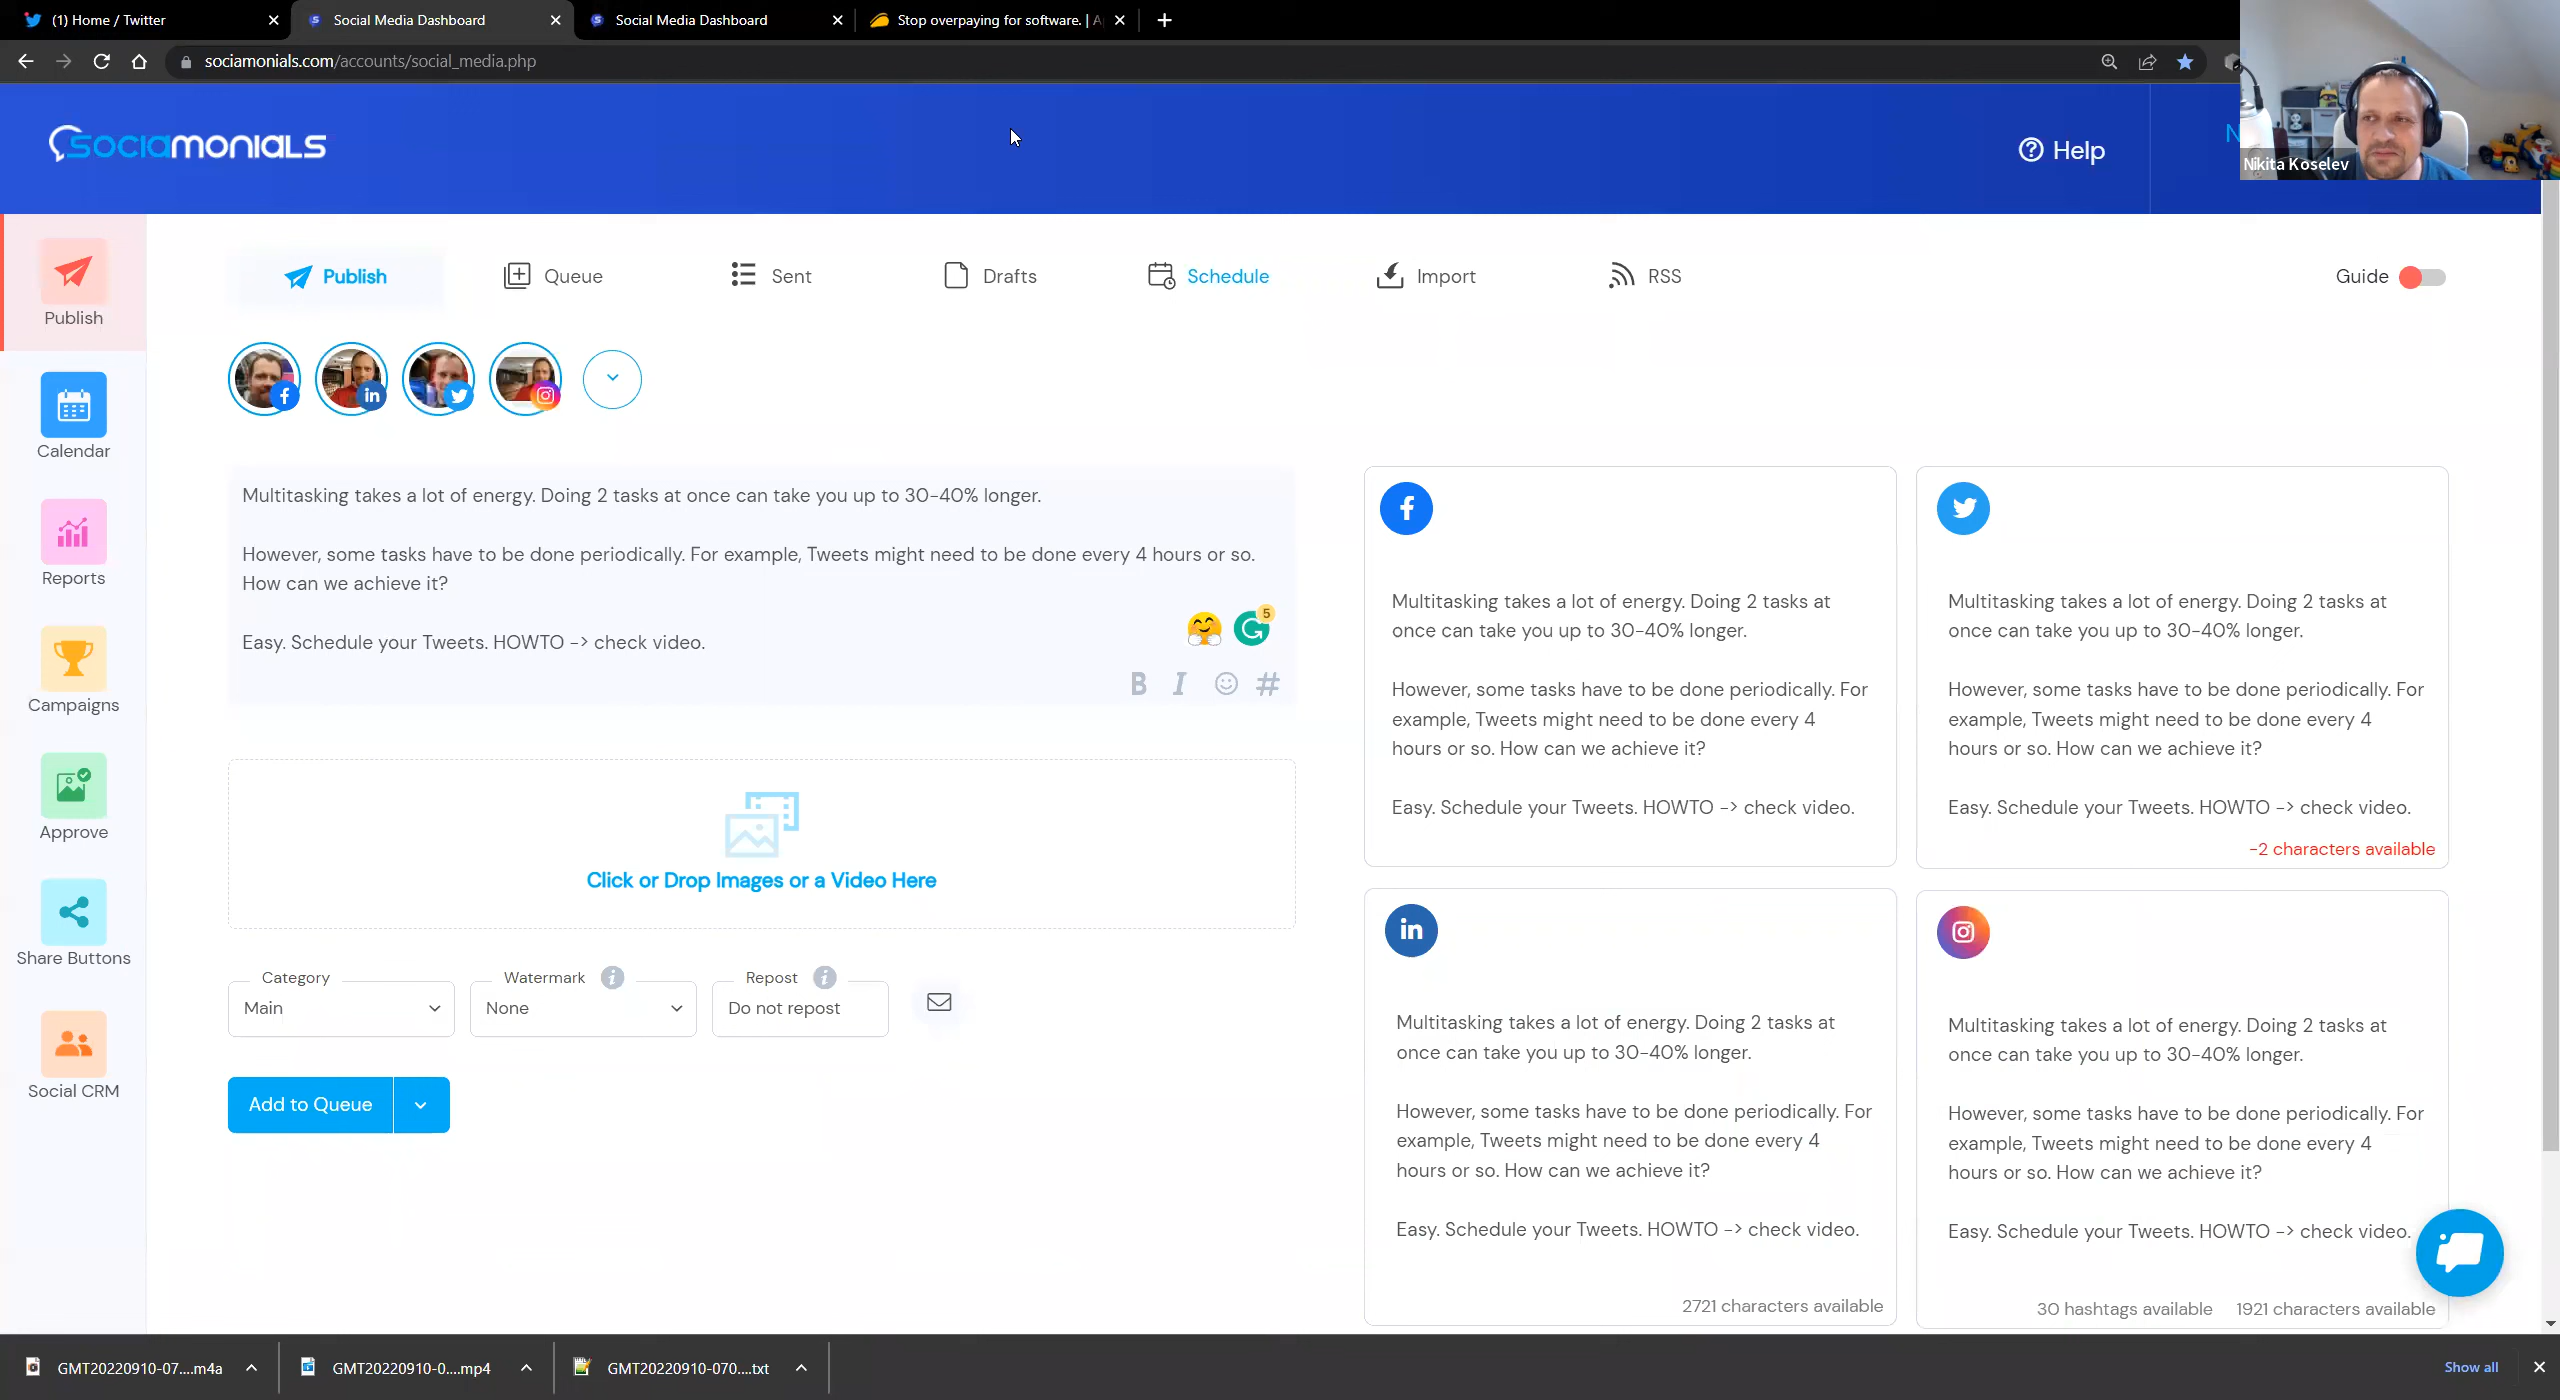 (1) Home / Twitter
Social Media Dashboard
Social Media Dashboard
Stop overpaying for software. | A
sociamonials.com/accounts/social_media.php
sociamonials
Help
N
Nikita Koselev
Publish
Calendar
Reports
Campaigns
Approve
Share Buttons
Social CRM
Publish
Queue
Sent
Drafts
Schedule
Import
RSS
Guide
Multitasking takes a lot of energy. Doing 2 tasks at once can take you up to 30-40% longer.
However, some tasks have to be done periodically. For example, Tweets might need to be done every 4 hours or so.
How can we achieve it?
Easy. Schedule your Tweets. HOWTO -> check video.
5
B I #
Click or Drop Images or a Video Here
Category
Main
Watermark
None
Repost
Do not repost
Add to Queue
Multitasking takes a lot of energy. Doing 2 tasks at
once can take you up to 30-40% longer.
However, some tasks have to be done periodically. For
example, Tweets might need to be done every 4
hours or so. How can we achieve it?
Easy. Schedule your Tweets. HOWTO -> check video.
Multitasking takes a lot of energy. Doing 2 tasks at
once can take you up to 30-40% longer.
However, some tasks have to be done periodically. For
example, Tweets might need to be done every 4
hours or so. How can we achieve it?
Easy. Schedule your Tweets. HOWTO -> check video.
-2 characters available
in
Multitasking takes a lot of energy. Doing 2 tasks at
once can take you up to 30-40% longer.
However, some tasks have to be done periodically. For
example, Tweets might need to be done every 4
hours or so. How can we achieve it?
Easy. Schedule your Tweets. HOWTO -> check video.
2721 characters available
Multitasking takes a lot of energy. Doing 2 tasks at
once can take you up to 30-40% longer.
However, some tasks have to be done periodically. For
example, Tweets might need to be done every 4
hours or so. How can we achieve it?
Easy. Schedule your Tweets. HOWTO -> check video.
30 hashtags available 1921 characters available
GMT20220910-07....m4a
GMT20220910-0....mp4
GMT20220910-070....txt
Show all